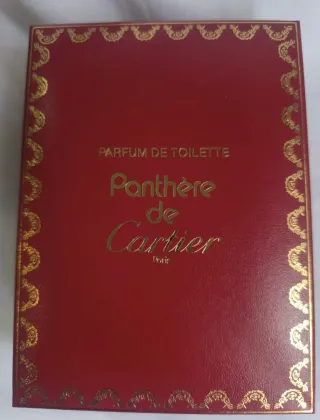 PARFUM DE TOILETTE
Panthère
de
Cartier
Paris